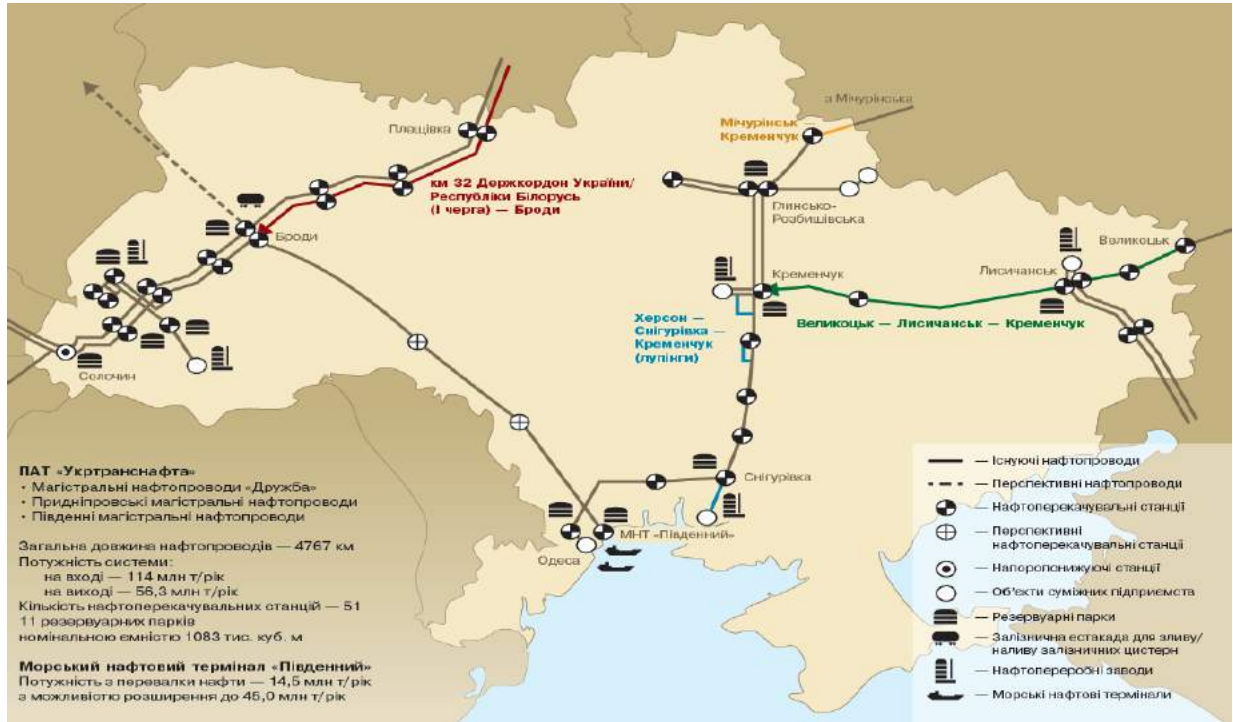 з Мічурінська
Мічурінськ —
Кременчук
Плещівка
км 32 Держкордон України/
Республіки Білорусь
(І черга) — Броди
Глинсько-
Розбишівська
Броди
Великоцьк
Лисичанськ
Кременчук
Херсон —
Снігурівка —
Кременчук
(лупінги)
Великоцьк — Лисичанськ — Кременчук
Солочин
Снігурівка
МНТ «Південний»
Одеса
ПАТ «Укртранснафта»
• Магістральні нафтопроводи «Дружба»
• Придніпровські магістральні нафтопроводи
• Південні магістральні нафтопроводи
Загальна довжина нафтопроводів — 4767 км
Потужність системи:
на вході — 114 млн т/рік
на виході — 56,3 млн т/рік
Кількість нафтоперекачувальних станцій — 51
11 резервуарних парків
номінальною ємністю 1083 тис. куб. м
Морський нафтовий термінал «Південний»
Потужність з перевалки нафти — 14,5 млн т/рік
з можливістю розширення до 45,0 млн т/рік
— Існуючі нафтопроводи
— Перспективні нафтопроводи
— Нафтоперекачувальні станції
— Перспективні
нафтоперекачувальні станції
— Напоропонижуючі станції
— Об'єкти суміжних підприємств
— Резервуарні парки
— Залізнична естакада для зливу/
наливу залізничних цистерн
— Нафтопереробні заводи
— Морські нафтові термінали